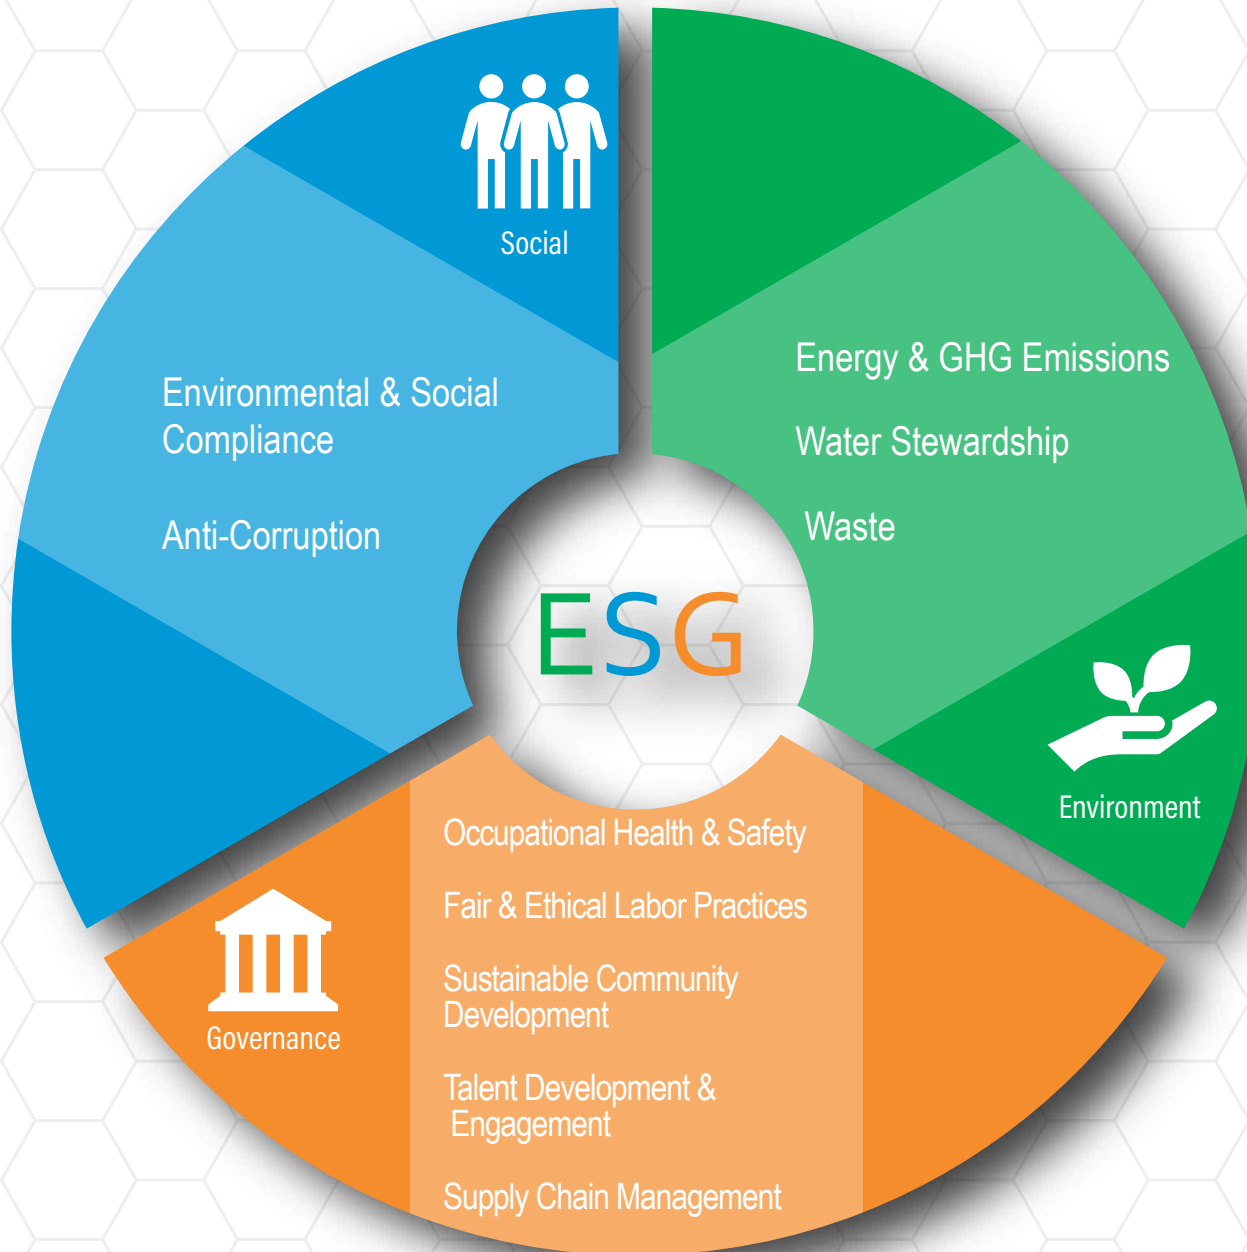 Social
Environmental & Social
Compliance
Anti-Corruption
Energy & GHG Emissions
Water Stewardship
Waste
Environment
ESG
Governance
Occupational Health & Safety
Fair & Ethical Labor Practices
Sustainable Community
Development
Talent Development &
Engagement
Supply Chain Management